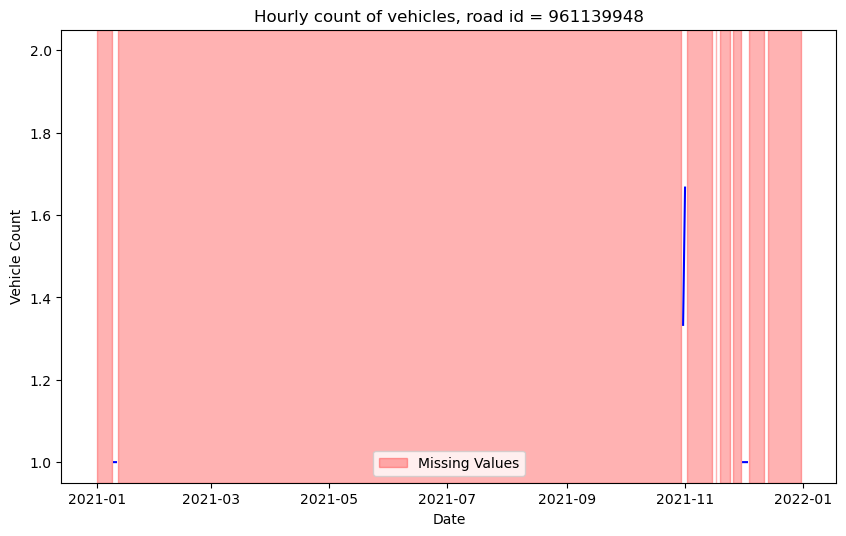 Hourly count of vehicles, road id = 961139948
2.0
1.8
1.6
1.4
1.2
1.0
Vehicle Count
Missing Values
2021-01 2021-03 2021-05 2021-07 2021-09 2021-11 2022-01
Date